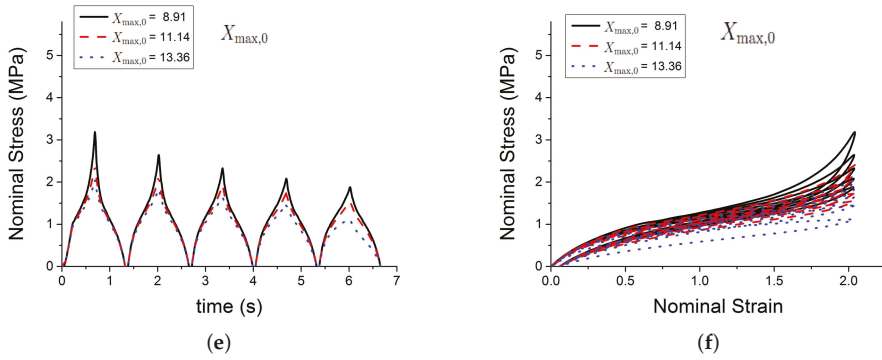 X_max,0 = 8.91
X_max,0 = 11.14
X_max,0 = 13.36
X_max,0
Nominal Stress (MPa)
5
4
3
2
1
0
0 1 2 3 4 5 6 7
time (s)
(e)
X_max,0 = 8.91
X_max,0 = 11.14
X_max,0 = 13.36
X_max,0
Nominal Stress (MPa)
5
4
3
2
1
0
0.0 0.5 1.0 1.5 2.0
Nominal Strain
(f)